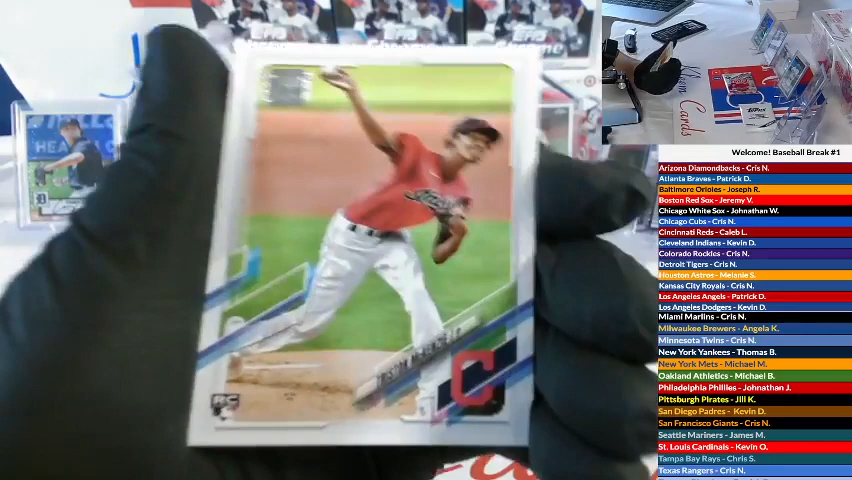 Welcome! Baseball Break #1
Arizona Diamondbacks - Cris N.
Atlanta Braves - Patrick D.
Baltimore Orioles - Joseph R.
Boston Red Sox - Jeremy V.
Chicago White Sox - Johnathan W.
Chicago Cubs - Cris N.
Cincinnati Reds - Caleb L.
Cleveland Indians - Kevin D.
Colorado Rockies - Cris N.
Detroit Tigers - Cris N.
Houston Astros - Melanie S.
Kansas City Royals - Cris N.
Los Angeles Angels - Patrick D.
Los Angeles Dodgers - Kevin D.
Miami Marlins - Cris N.
Milwaukee Brewers - Angela K.
Minnesota Twins - Cris N.
New York Yankees - Thomas B.
New York Mets - Michael M.
Oakland Athletics - Michael B.
Philadelphia Phillies - Johnathan J.
Pittsburgh Pirates - Jill K.
San Diego Padres - Kevin D.
San Francisco Giants - Cris N.
Seattle Mariners - James M.
St. Louis Cardinals - Kevin O.
Tampa Bay Rays - Chris S.
Texas Rangers - Cris N.
Cards
TRISTON McKENZIE
C
RC